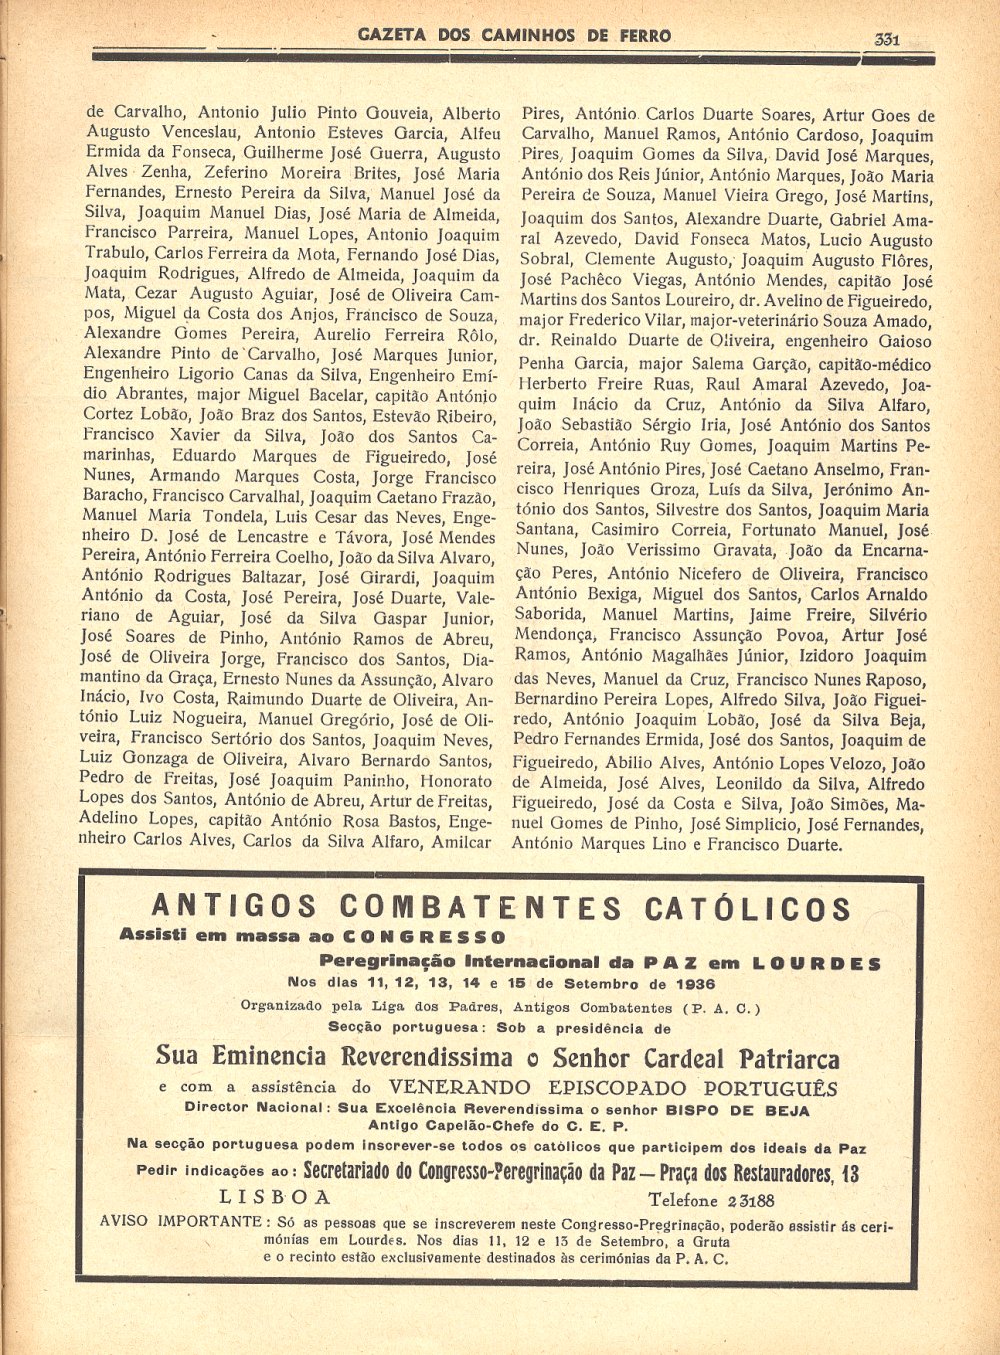 GAZETA DOS CAMINHOS DE FERRO
331
de Carvalho, Antonio Julio Pinto Gouveia, Alberto
Augusto Venceslau, Antonio Esteves Garcia, Alfeu
Ermida da Fonseca, Guilherme José Guerra, Augusto
Alves Zenha, Zeferino Moreira Brites, José Maria
Fernandes, Ernesto Pereira da Silva, Manuel José da
Silva, Joaquim Manuel Dias, José Maria de Almeida,
Francisco Parreira, Manuel Lopes, Antonio Joaquim
Trabulo, Carlos Ferreira da Mota, Fernando José Dias,
Joaquim Rodrigues, Alfredo de Almeida, Joaquim da
Mata, Cezar Augusto Aguiar, José de Oliveira Cam-
pos, Miguel da Costa dos Anjos, Francisco de Souza,
Alexandre Gomes Pereira, Aurelio Ferreira Rôlo,
Alexandre Pinto de Carvalho, José Marques Junior,
Engenheiro Ligorio Canas da Silva, Engenheiro Emí-
dio Abrantes, major Miguel Bacelar, capitão António
Cortez Lobão, João Braz dos Santos, Estevão Ribeiro,
Francisco Xavier da Silva, João dos Santos Ca-
marinhas, Eduardo Marques de Figueiredo, José
Nunes, Armando Marques Costa, Jorge Francisco
Baracho, Francisco Carvalhal, Joaquim Caetano Frazão,
Manuel Maria Tondela, Luis Cesar das Neves, Enge-
nheiro D. José de Lencastre e Távora, José Mendes
Pereira, António Ferreira Coelho, João da Silva Alvaro,
António Rodrigues Baltazar, José Girardi, Joaquim
António da Costa, José Pereira, José Duarte, Vale-
riano de Aguiar, José da Silva Gaspar Junior,
José Soares de Pinho, António Ramos de Abreu,
José de Oliveira Jorge, Francisco dos Santos, Dia-
mantino da Graça, Ernesto Nunes da Assunção, Alvaro
Inácio, Ivo Costa, Raimundo Duarte de Oliveira, An-
tónio Luiz Nogueira, Manuel Gregório, José de Oli-
veira, Francisco Sertório dos Santos, Joaquim Neves,
Luiz Gonzaga de Oliveira, Alvaro Bernardo Santos,
Pedro de Freitas, José Joaquim Paninho, Honorato
Lopes dos Santos, António de Abreu, Artur de Freitas,
Adelino Lopes, capitão António Rosa Bastos, Enge-
nheiro Carlos Alves, Carlos da Silva Alfaro, Amilcar
Pires, António Carlos Duarte Soares, Artur Goes de
Carvalho, Manuel Ramos, António Cardoso, Joaquim
Pires, Joaquim Gomes da Silva, David José Marques,
António dos Reis Júnior, António Marques, João Maria
Pereira de Souza, Manuel Vieira Grego, José Martins,
Joaquim dos Santos, Alexandre Duarte, Gabriel Ama-
ral Azevedo, David Fonseca Matos, Lucio Augusto
Sobral, Clemente Augusto, Joaquim Augusto Flôres,
José Pachêco Viegas, António Mendes, capitão José
Martins dos Santos Loureiro, dr. Avelino de Figueiredo,
major Frederico Vilar, major-veterinário Souza Amado,
dr. Reinaldo Duarte de Oliveira, engenheiro Gaioso
Penha Garcia, major Salema Garção, capitão-médico
Herberto Freire Ruas, Raul Amaral Azevedo, Joa-
quim Inácio da Cruz, António da Silva Alfaro,
João Sebastião Sérgio Iria, José António dos Santos
Correia, António Ruy Gomes, Joaquim Martins Pe-
reira, José António Pires, José Caetano Anselmo, Fran-
cisco Henriques Groza, Luís da Silva, Jerónimo An-
tónio dos Santos, Silvestre dos Santos, Joaquim Maria
Santana, Casimiro Correia, Fortunato Manuel, José
Nunes, João Verissimo Gravata, João da Encarna-
ção Peres, António Nicefero de Oliveira, Francisco
António Bexiga, Miguel dos Santos, Carlos Arnaldo
Saborida, Manuel Martins, Jaime Freire, Silvério
Mendonça, Francisco Assunção Povoa, Artur José
Ramos, António Magalhães Júnior, Izidoro Joaquim
das Neves, Manuel da Cruz, Francisco Nunes Raposo,
Bernardino Pereira Lopes, Alfredo Silva, João Figuei-
redo, António Joaquim Lobão, José da Silva Beja,
Pedro Fernandes Ermida, José dos Santos, Joaquim de
Figueiredo, Abilio Alves, António Lopes Velozo, João
de Almeida, José Alves, Leonildo da Silva, Alfredo
Figueiredo, José da Costa e Silva, João Simões, Ma-
nuel Gomes de Pinho, José Simplicio, José Fernandes,
António Marques Lino e Francisco Duarte.
ANTIGOS COMBATENTES CATÓLICOS
Assisti em massa ao CONGRESSO
Peregrinação Internacional da PAZ em LOURDES
Nos dias 11, 12, 13, 14 e 15 de Setembro de 1936
Organizado pela Liga dos Padres, Antigos Combatentes (P. A. C.)
Secção portuguesa: Sob a presidência de
Sua Eminencia Reverendissima o Senhor Cardeal Patriarca
e com a assistência do VENERANDO EPISCOPADO PORTUGUÊS
Director Nacional: Sua Excelência Reverendissima o senhor BISPO DE BEJA
Antigo Capelão-Chefe do C. E. P.
Na secção portuguesa podem inscrever-se todos os católicos que participem dos ideais da Paz
Pedir indicações ao: Secretariado do Congresso-Peregrinação da Paz — Praça dos Restauradores, 13
LISBOA Telefone 23188
AVISO IMPORTANTE: Só as pessoas que se inscreverem neste Congresso-Pregrinação, poderão assistir ás ceri-
mónias em Lourdes. Nos dias 11, 12 e 13 de Setembro, a Gruta
e o recinto estão exclusivamente destinados às cerimónias da P. A. C.